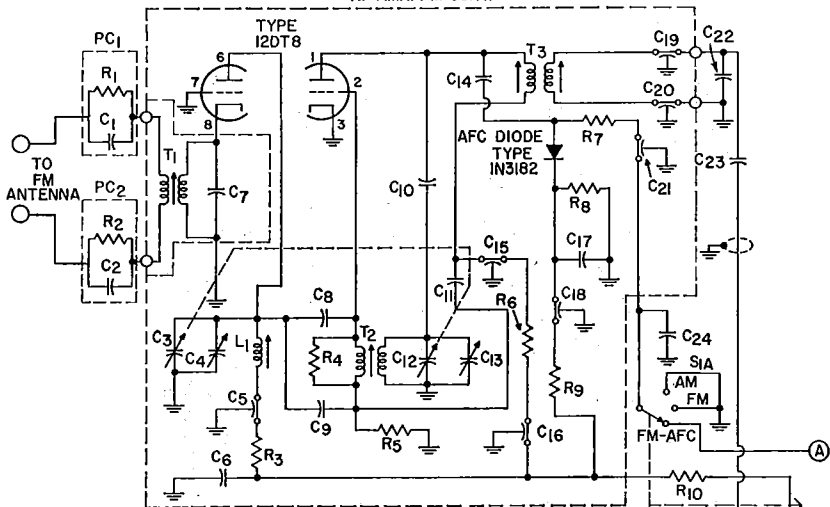 TYPE
12DT8
PC1
R1
C1
TO
FM
ANTENNA
PC2
R2
C2
T1
C7
6
7
8
1
2
3
C14
T3
C19
C22
C20
AFC DIODE
TYPE
1N3182
R7
C21
C23
C10
R8
C17
C15
C11
R6
C18
C3
C4
L1
C8
R4
T2
C12
C13
C24
S1A
AM
FM
FM-AFC
C5
C9
R5
C16
R9
R3
C6
R10
A